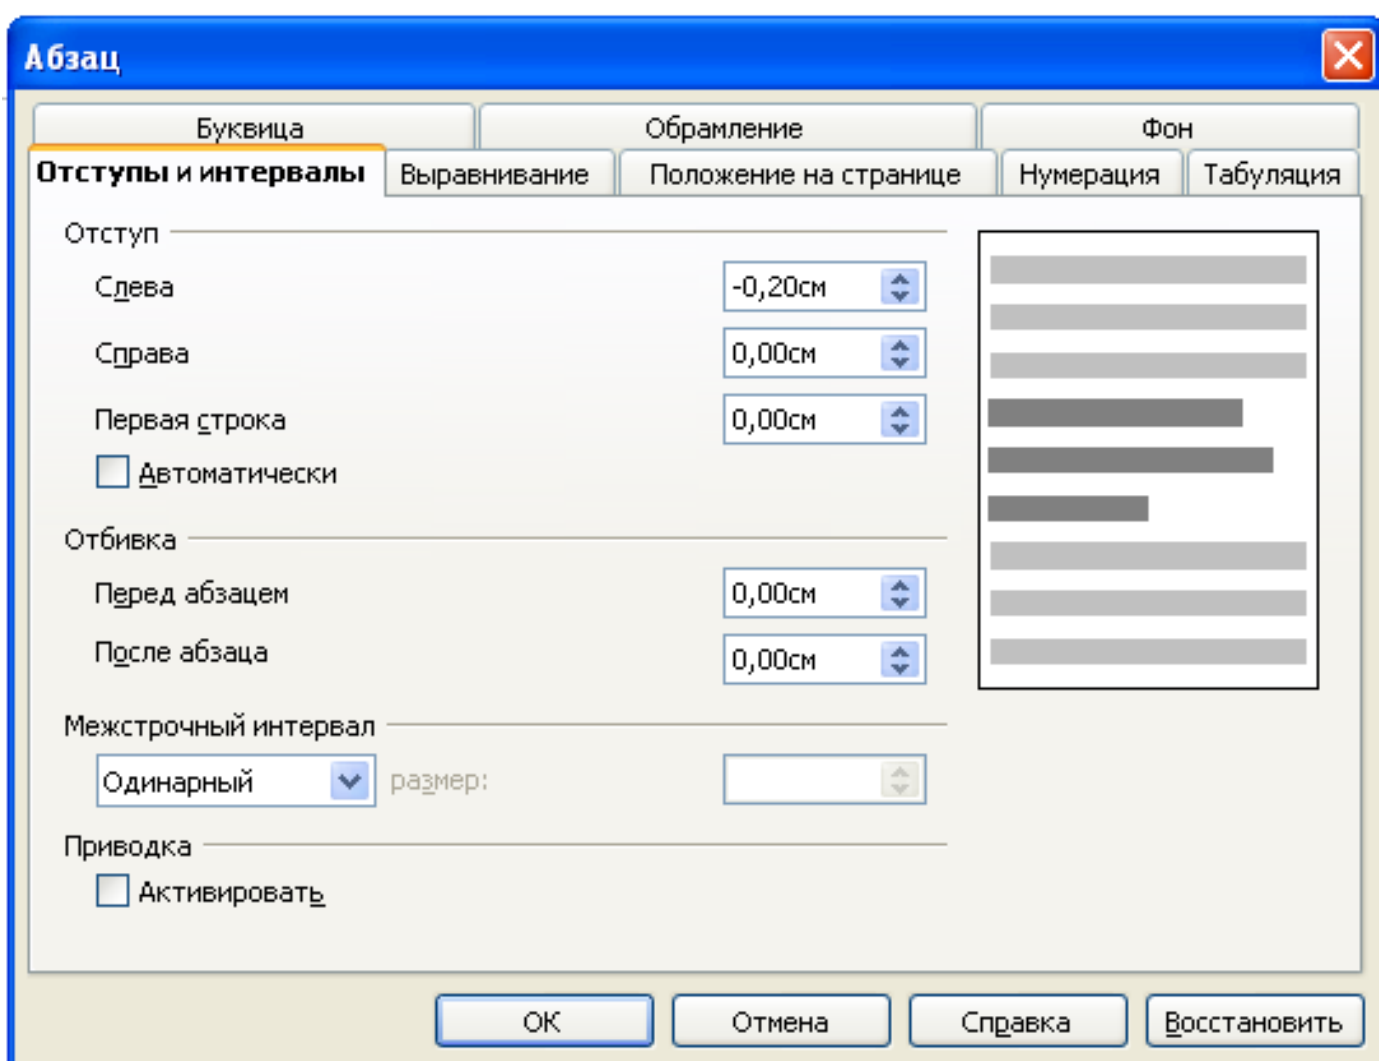 Абзац
Буквица Обрамление Фон
Отступы и интервалы Выравнивание Положение на странице Нумерация Табуляция
Отступ
Слева -0,20см
Справа 0,00см
Первая строка 0,00см
Автоматически
Отбивка
Перед абзацем 0,00см
После абзаца 0,00см
Межстрочный интервал
Одинарный размер:
Приводка
Активировать
ОК Отмена Справка Восстановить